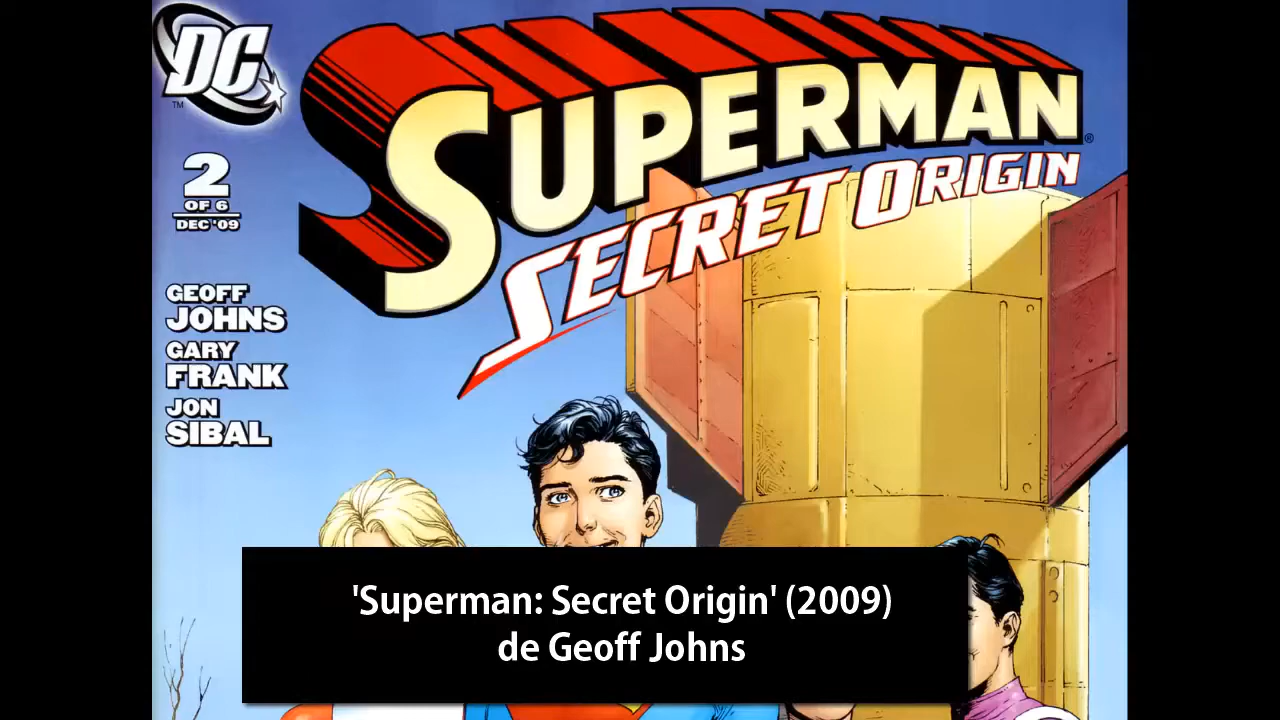 DC
TM
SUPERMAN
®
SECRET ORIGIN
2
OF 6
DEC '09
GEOFF
JOHNS
GARY
FRANK
JON
SIBAL
'Superman: Secret Origin' (2009)
de Geoff Johns